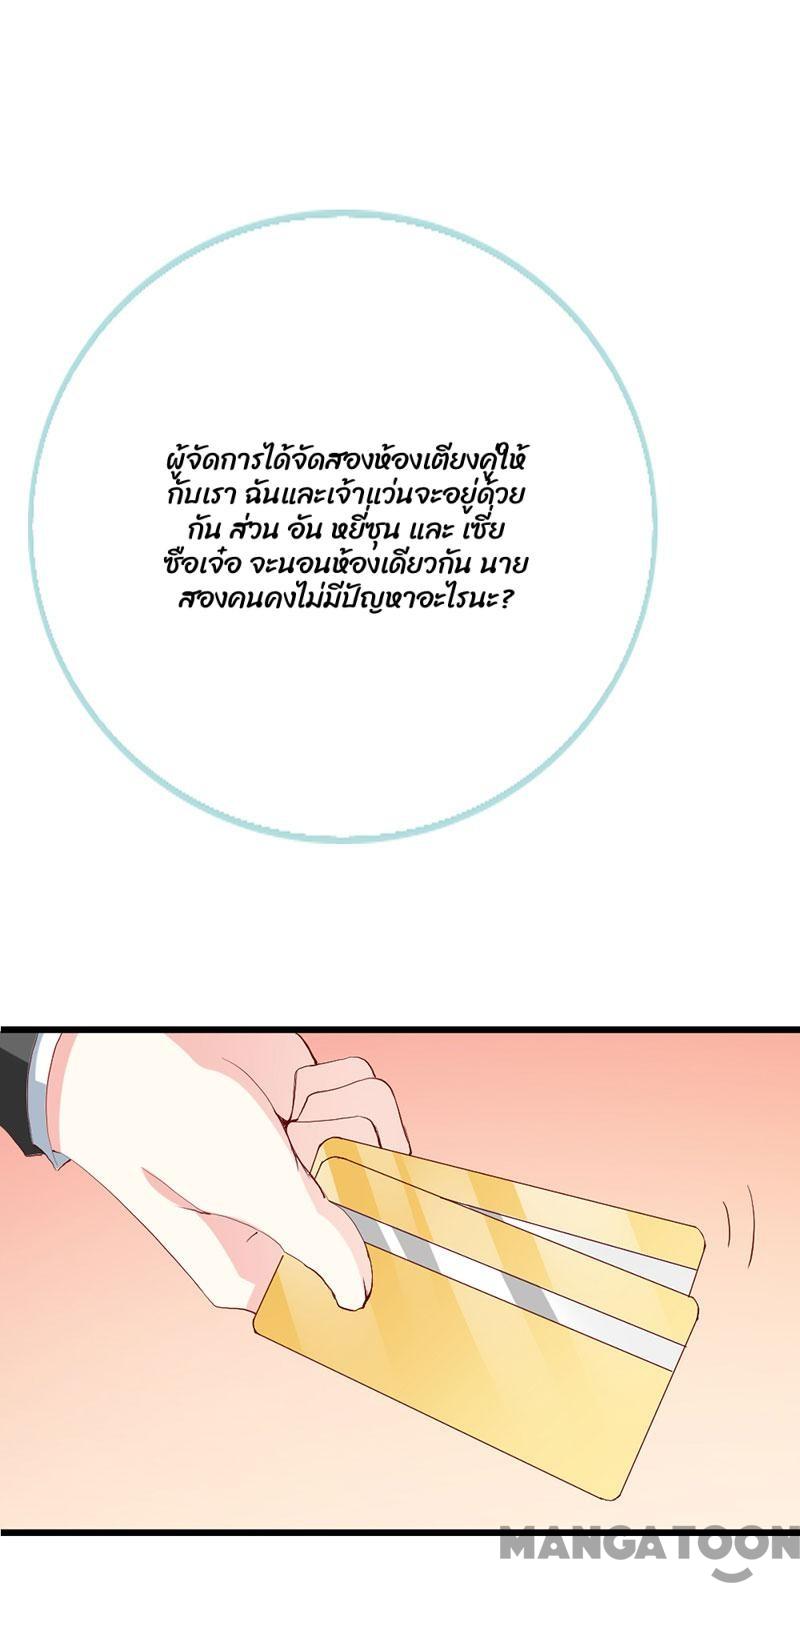 ผู้จัดการได้จัดสองห้องเตียงคู่ให้
กับเรา ฉันและเจ้าแว่นจะอยู่ด้วย
กัน ส่วน อัน หยี่ซุน และ เซี่ย
ซือเจ๋อ จะนอนห้องเดียวกัน นาย
สองคนคงไม่มีปัญหาอะไรนะ?
MANGATOON